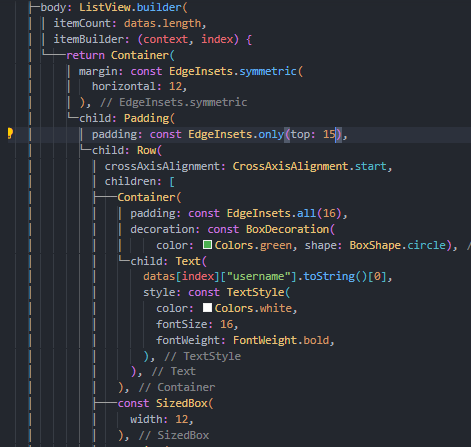 body: ListView.builder(
itemCount: datas.length,
itemBuilder: (context, index) {
return Container(
margin: const EdgeInsets.symmetric(
horizontal: 12,
), // EdgeInsets.symmetric
child: Padding(
padding: const EdgeInsets.only(top: 15),
child: Row(
crossAxisAlignment: CrossAxisAlignment.start,
children: [
Container(
padding: const EdgeInsets.all(16),
decoration: const BoxDecoration(
color: Colors.green, shape: BoxShape.circle), /
child: Text(
datas[index]["username"].toString()[0],
style: const TextStyle(
color: Colors.white,
fontSize: 16,
fontWeight: FontWeight.bold,
), // TextStyle
), // Text
), // Container
const SizedBox(
width: 12,
), // SizedBox